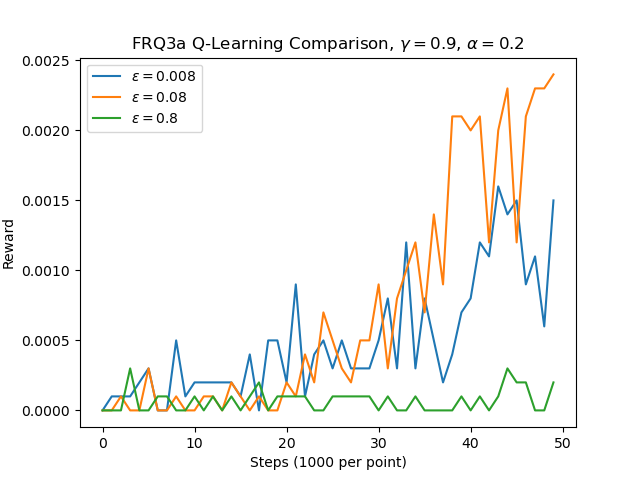 FRQ3a Q-Learning Comparison, γ = 0.9, α = 0.2
0.0025
0.0020
0.0015
0.0010
0.0005
0.0000
Reward
ε = 0.008
ε = 0.08
ε = 0.8
0 10 20 30 40 50
Steps (1000 per point)